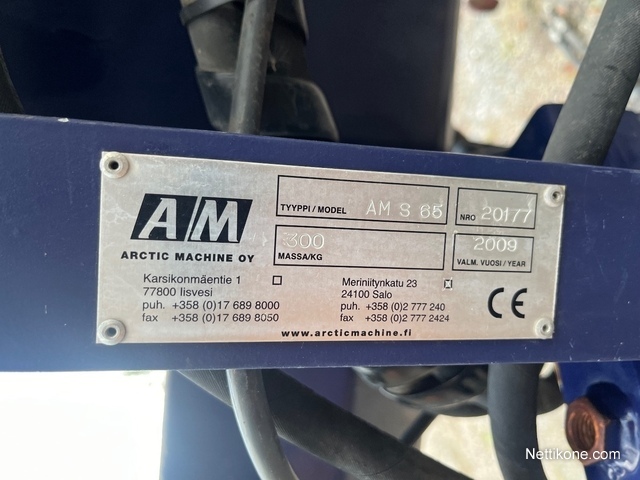 AM
ARCTIC MACHINE OY
TYYPPI / MODEL AM S 65
NRO 20177
300
MASSA/KG
2009
VALM. VUOSI / YEAR
Karsikonmäentie 1
77800 Iisvesi
puh. +358 (0)17 689 8000
fax +358 (0)17 689 8050
Meriniitynkatu 23
24100 Salo
puh. +358 (0)2 777 240
fax +358 (0)2 777 2424
CE
www.arcticmachine.fi
Nettikone.com